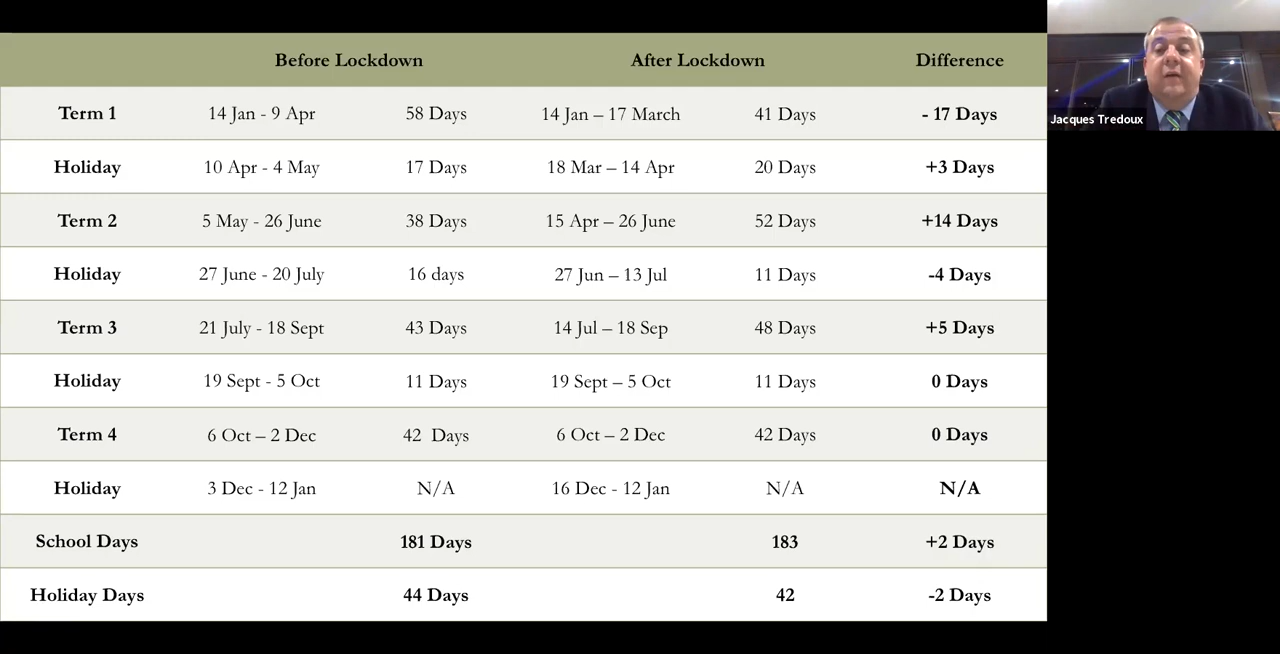 Before Lockdown After Lockdown Difference
Term 1 14 Jan - 9 Apr 58 Days 14 Jan – 17 March 41 Days - 17 Days
Holiday 10 Apr - 4 May 17 Days 18 Mar – 14 Apr 20 Days +3 Days
Term 2 5 May - 26 June 38 Days 15 Apr – 26 June 52 Days +14 Days
Holiday 27 June - 20 July 16 days 27 Jun – 13 Jul 11 Days -4 Days
Term 3 21 July - 18 Sept 43 Days 14 Jul – 18 Sep 48 Days +5 Days
Holiday 19 Sept - 5 Oct 11 Days 19 Sept – 5 Oct 11 Days 0 Days
Term 4 6 Oct – 2 Dec 42 Days 6 Oct – 2 Dec 42 Days 0 Days
Holiday 3 Dec - 12 Jan N/A 16 Dec - 12 Jan N/A N/A
School Days 181 Days 183 +2 Days
Holiday Days 44 Days 42 -2 Days
Jacques Tredoux